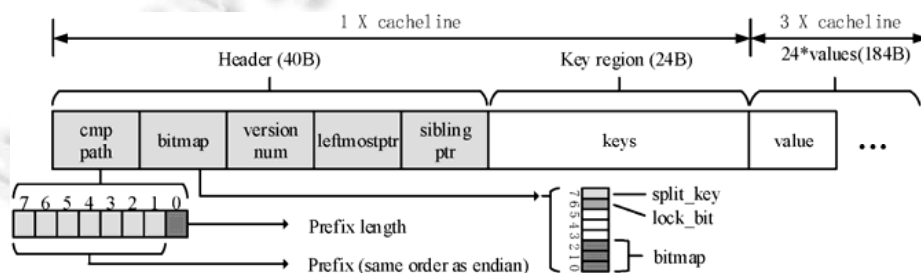 1 X cacheline
3 X cacheline
Header (40B)
Key region (24B)
24*values(184B)
cmp path
bitmap
version num
leftmostptr
sibling ptr
keys
value
...
7 6 5 4 3 2 1 0
Prefix length
Prefix (same order as endian)
7 6 5 4 3 2 1 0
split_key
lock_bit
bitmap